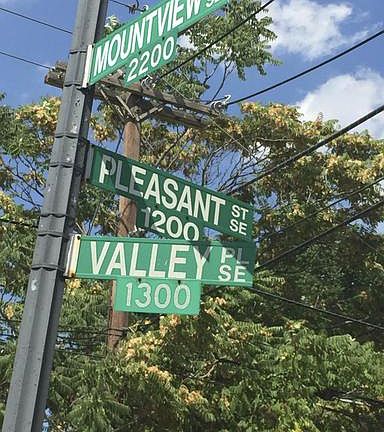 MOUNTVIEW
2200
PLEASANT ST SE
1200
VALLEY PL SE
1300